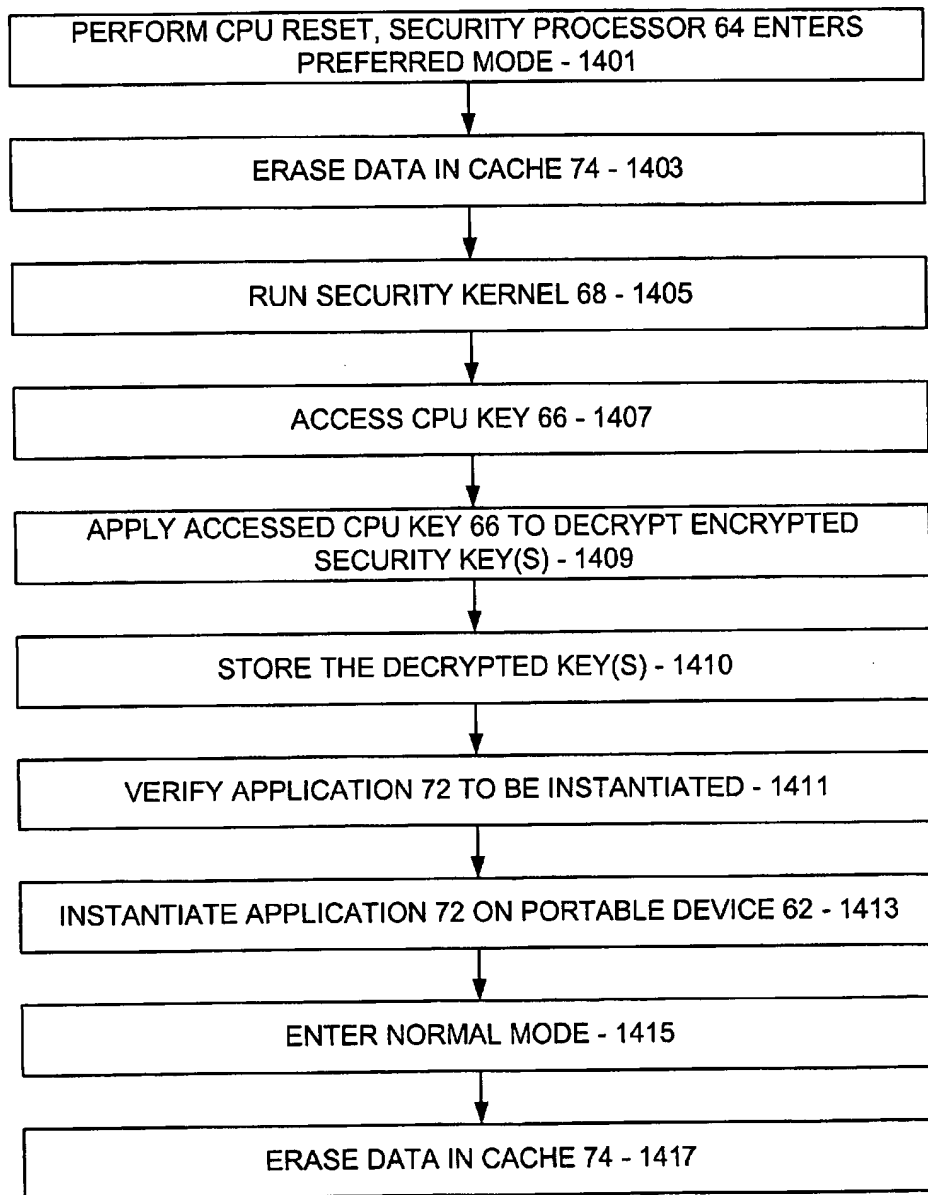 PERFORM CPU RESET, SECURITY PROCESSOR 64 ENTERS
PREFERRED MODE - 1401
ERASE DATA IN CACHE 74 - 1403
RUN SECURITY KERNEL 68 - 1405
ACCESS CPU KEY 66 - 1407
APPLY ACCESSED CPU KEY 66 TO DECRYPT ENCRYPTED
SECURITY KEY(S) - 1409
STORE THE DECRYPTED KEY(S) - 1410
VERIFY APPLICATION 72 TO BE INSTANTIATED - 1411
INSTANTIATE APPLICATION 72 ON PORTABLE DEVICE 62 - 1413
ENTER NORMAL MODE - 1415
ERASE DATA IN CACHE 74 - 1417